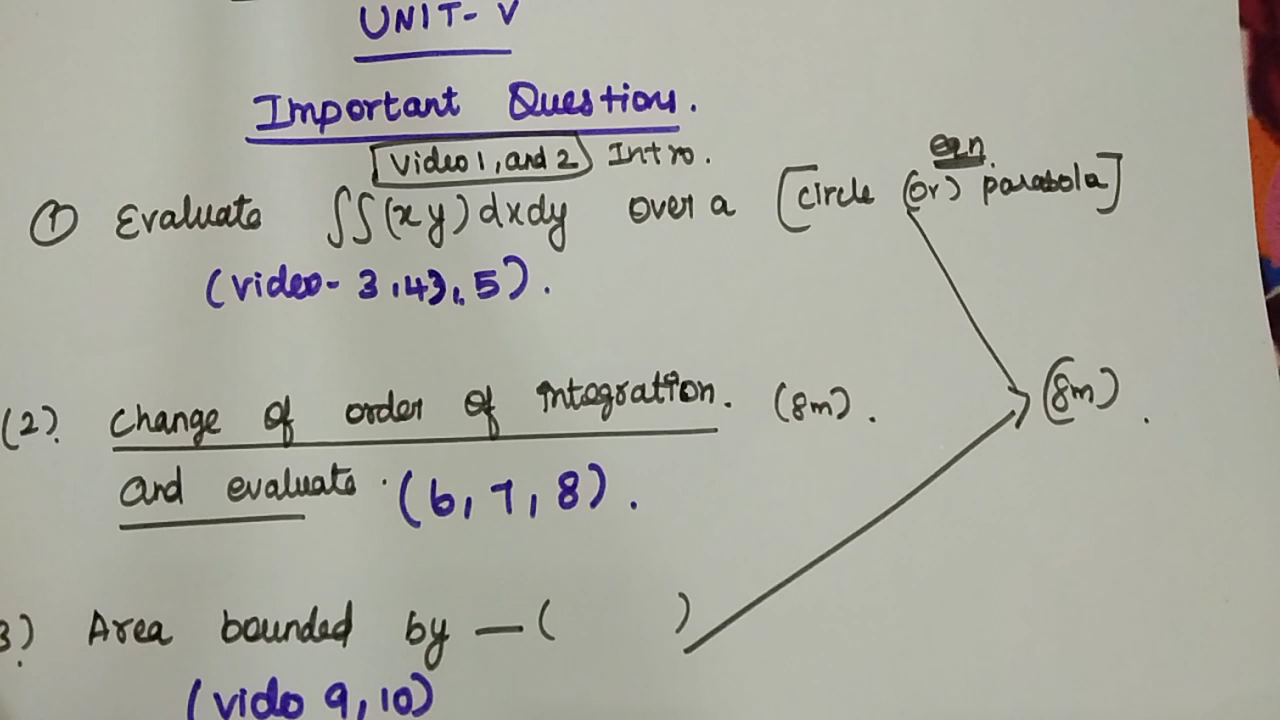 UNIT- V
Important Questions.
Video 1, and 2 Intro.
eqn
① Evaluate ∫∫(xy) dxdy over a [circle (or) parabola]
(video- 3,4,5).
(2). Change of order of integration. (8m). (8m).
and evaluate. (6, 7, 8).
3) Area bounded by — ( )
(vido 9, 10)